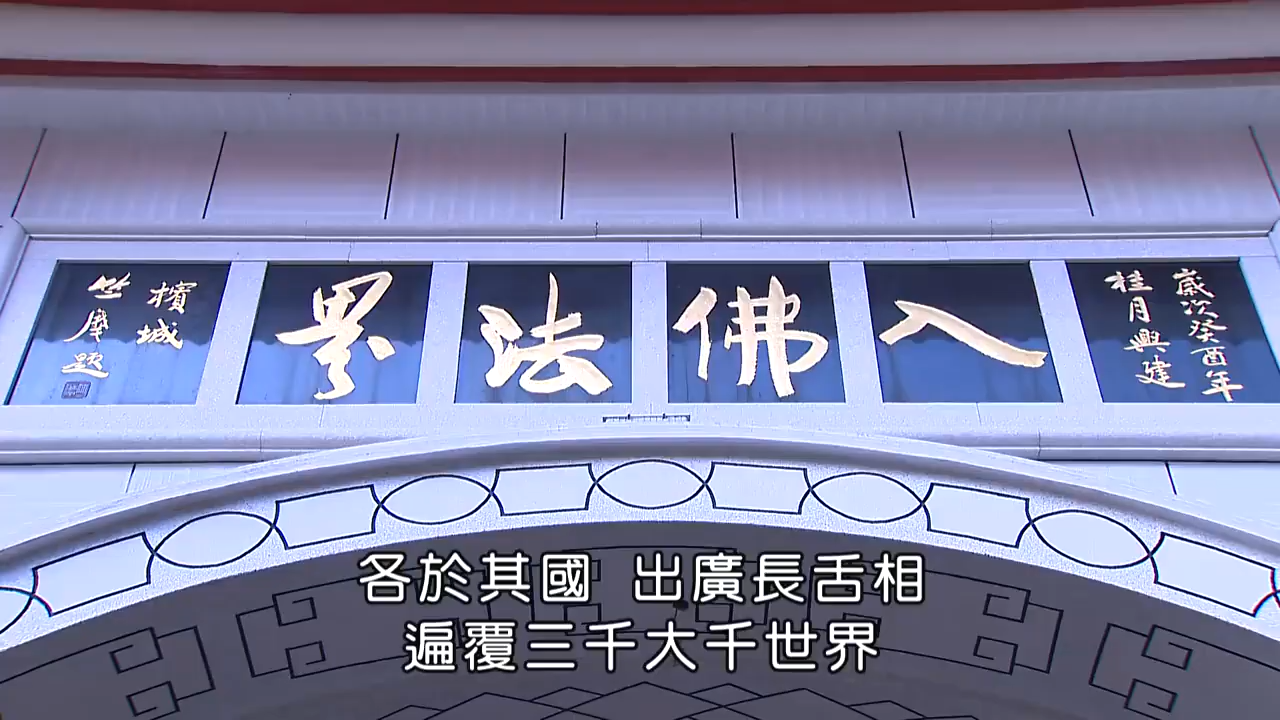 歲次癸酉年
桂月興建
入佛法界
檳城
竺摩題
各於其國 出廣長舌相
遍覆三千大千世界